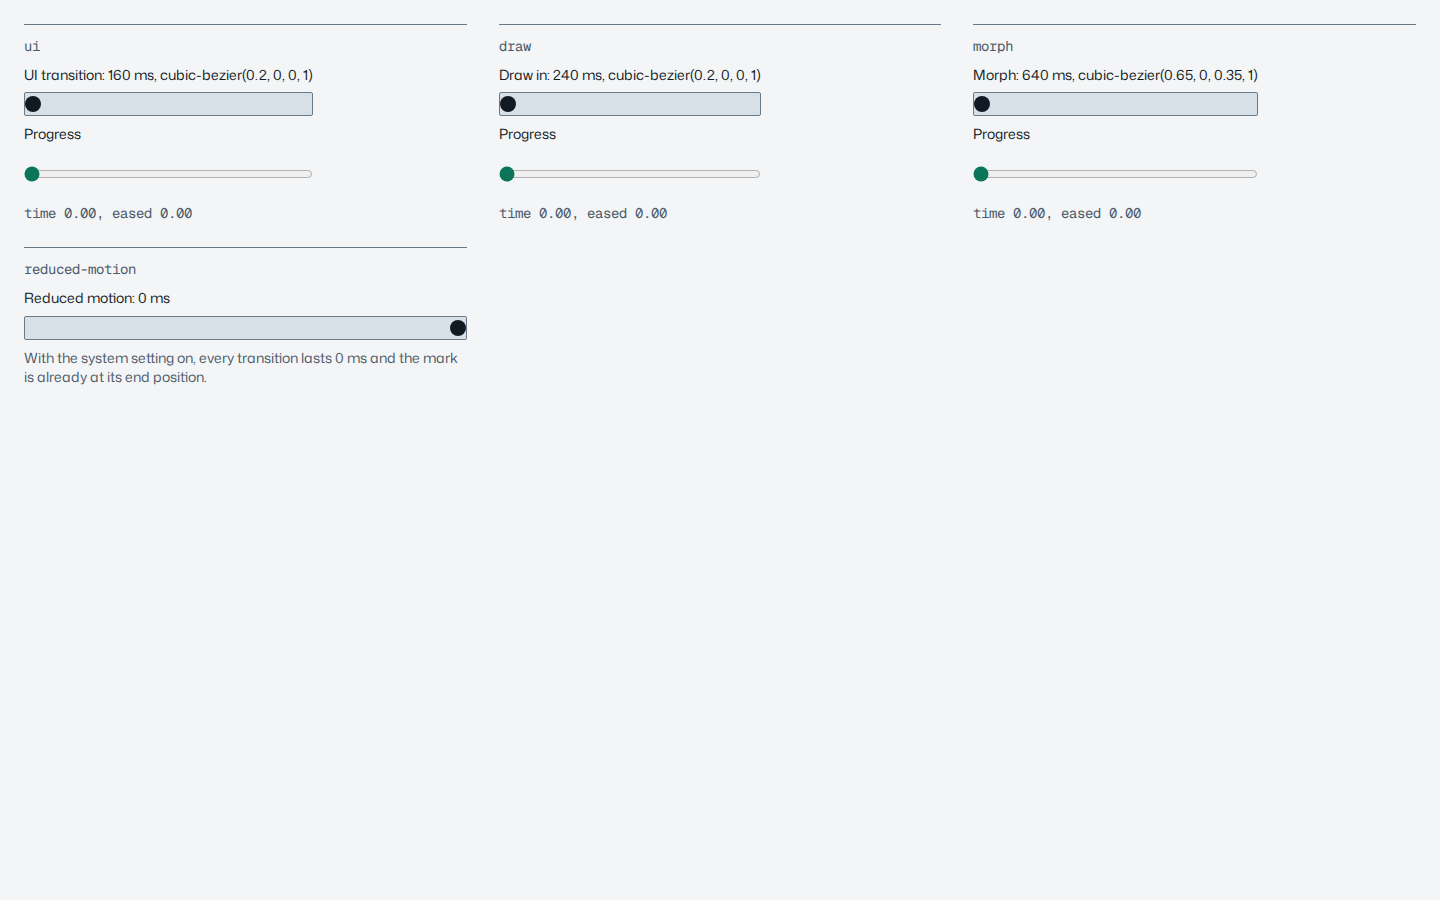 ui
UI transition: 160 ms, cubic-bezier(0.2, 0, 0, 1)
Progress
time 0.00, eased 0.00
draw
Draw in: 240 ms, cubic-bezier(0.2, 0, 0, 1)
Progress
time 0.00, eased 0.00
morph
Morph: 640 ms, cubic-bezier(0.65, 0, 0.35, 1)
Progress
time 0.00, eased 0.00
reduced-motion
Reduced motion: 0 ms
With the system setting on, every transition lasts 0 ms and the mark
is already at its end position.